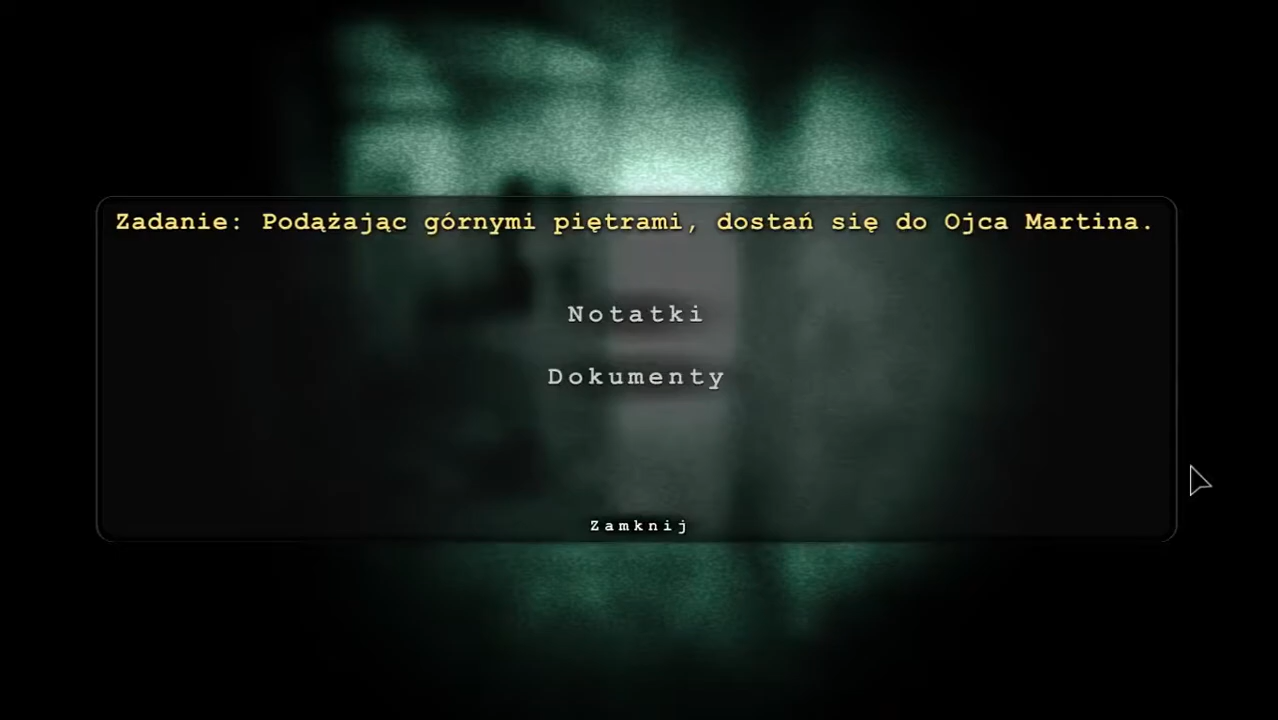 Zadanie: Podążając górnymi piętrami, dostań się do Ojca Martina.
Notatki
Dokumenty
Zamknij